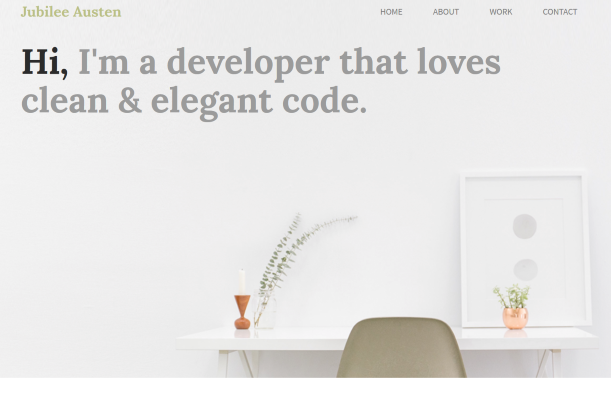 Jubilee Austen
HOME ABOUT WORK CONTACT
Hi, I'm a developer that loves
clean & elegant code.